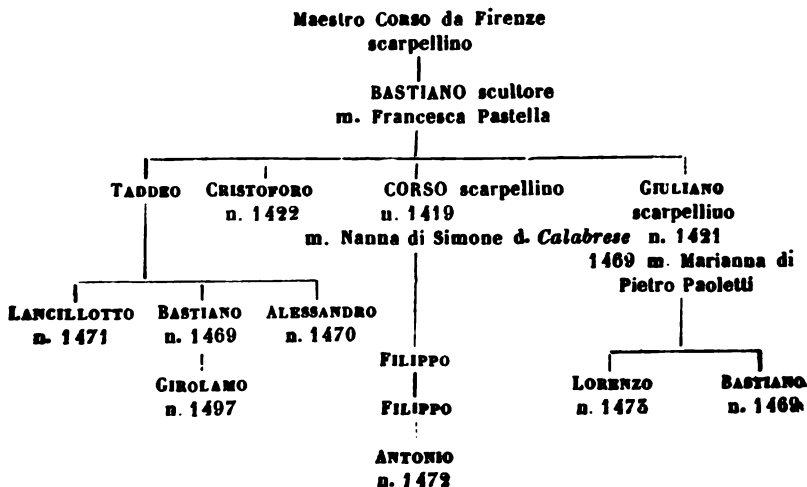 Maestro CORSO da Firenze
scarpellino
BASTIANO scultore
m. Francesca Pastella
TADDEO CRISTOFORO CORSO scarpellino GIULIANO
n. 1422 n. 1419 scarpellino
m. Nanna di Simone d. Calabrese n. 1421
1469 m. Marianna di
Pietro Paoletti
LANCILLOTTO BASTIANO ALESSANDRO
n. 1471 n. 1469 n. 1470
FILIPPO
GIROLAMO LORENZO BASTIANO
n. 1497 FILIPPO n. 1473 n. 1469
ANTONIO
n. 1472